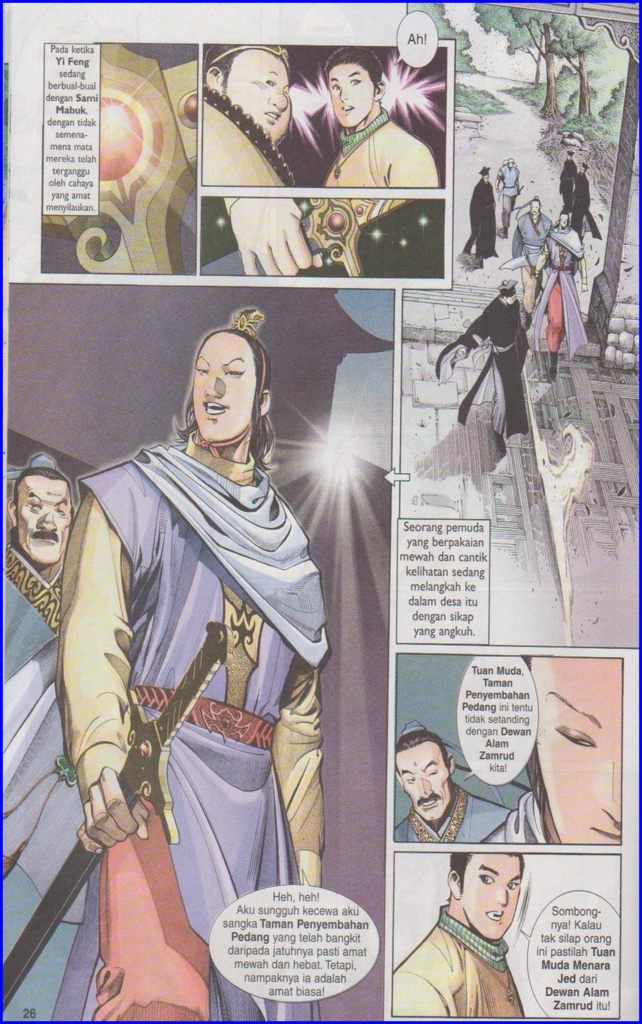 Pada ketika
Yi Feng
sedang
berbual-bual
dengan Sami
Mabuk,
dengan tidak
semena-
mena mata
mereka telah
terganggu
oleh cahaya
yang amat
menyilaukan.
Ah!
Seorang pemuda
yang berpakaian
mewah dan cantik
kelihatan sedang
melangkah ke
dalam desa itu
dengan sikap
yang angkuh.
Heh, heh!
Aku sungguh kecewa aku
sangka Taman Penyembahan
Pedang yang telah bangkit
daripada jatuhnya pasti amat
mewah dan hebat. Tetapi,
nampaknya ia adalah
amat biasa!
Tuan Muda,
Taman
Penyembahan
Pedang ini tentu
tidak setanding
dengan Dewan
Alam
Zamrud
kita!
Sombong-
nya! Kalau
tak silap orang
ini pastilah Tuan
Muda Menara
Jed dari
Dewan Alam
Zamrud itu!
26